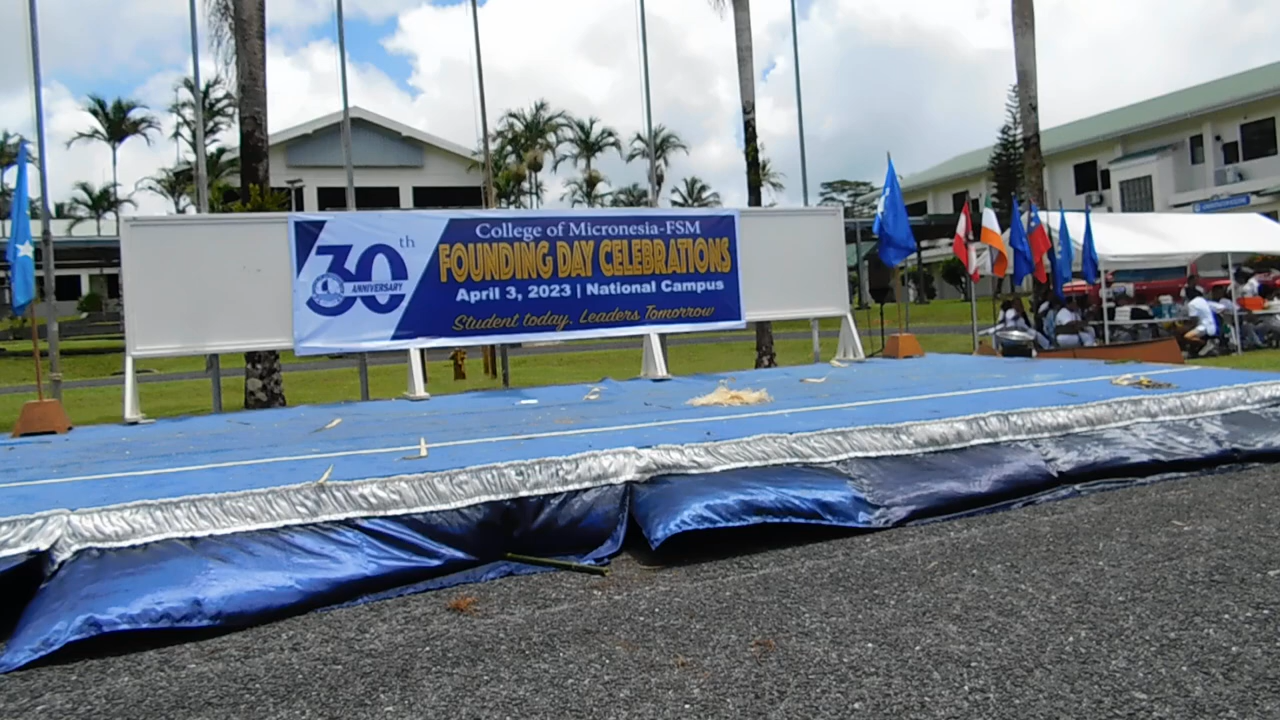 College of Micronesia-FSM
30th
ANNIVERSARY
FOUNDING DAY CELEBRATIONS
April 3, 2023 | National Campus
Student today, Leaders Tomorrow